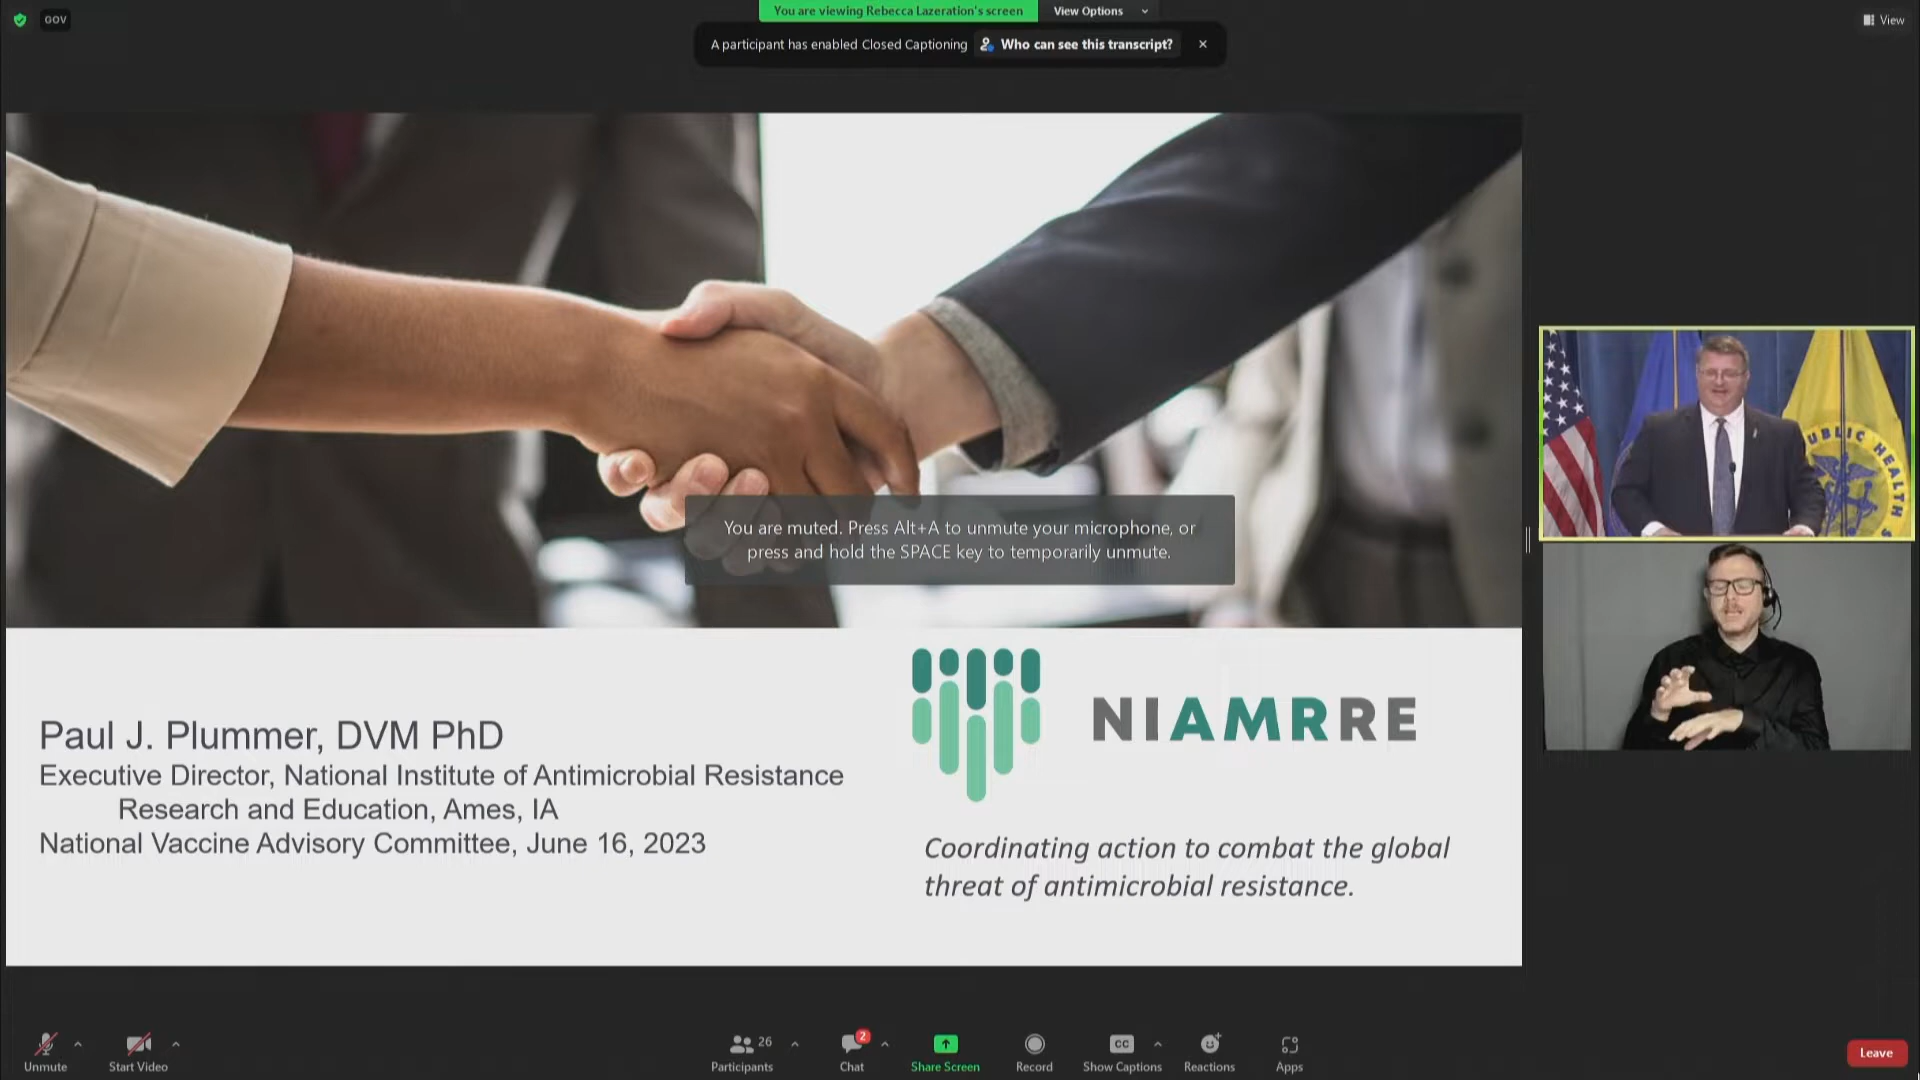 GOV
You are viewing Rebecca Lazeration's screen
View Options
View
A participant has enabled Closed Captioning
Who can see this transcript?
You are muted. Press Alt+A to unmute your microphone, or
press and hold the SPACE key to temporarily unmute.
PUBLIC HEALTH S
Paul J. Plummer, DVM PhD
Executive Director, National Institute of Antimicrobial Resistance
Research and Education, Ames, IA
National Vaccine Advisory Committee, June 16, 2023
NIAMRRE
Coordinating action to combat the global
threat of antimicrobial resistance.
Unmute
Start Video
26
Participants
2
Chat
Share Screen
Record
CC
Show Captions
Reactions
Apps
Leave